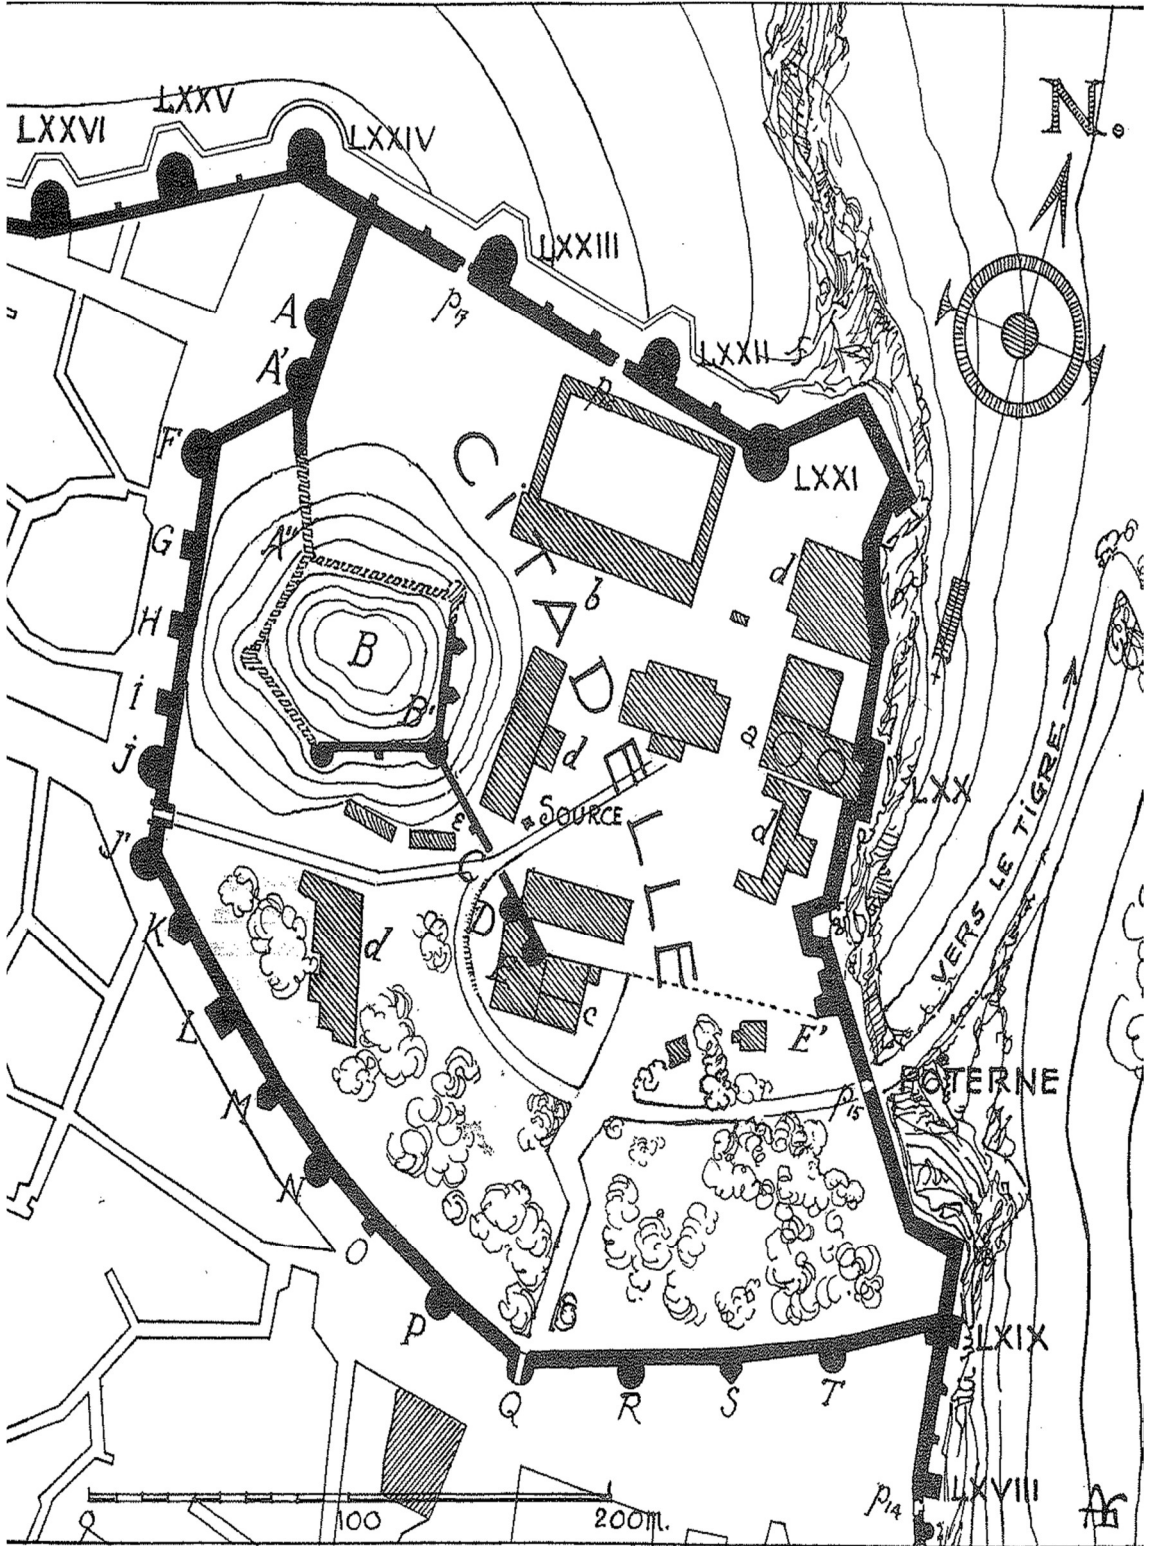 N.
LXXVI
LXXV
LXXIV
LXXIII
LXXII
LXXI
LXX
LXIX
LXVIII
p13
A
A'
F
G
H
i
j
J'
K
L
M
N
O
P
Q
R
S
T
A"
B
B'
C
D
E'
CITADELLE
b
d
d
d
d
a
c
g
ε
f
SOURCE
VERS LE TIGRE
POTERNE
p15
p14
0 100 200m.